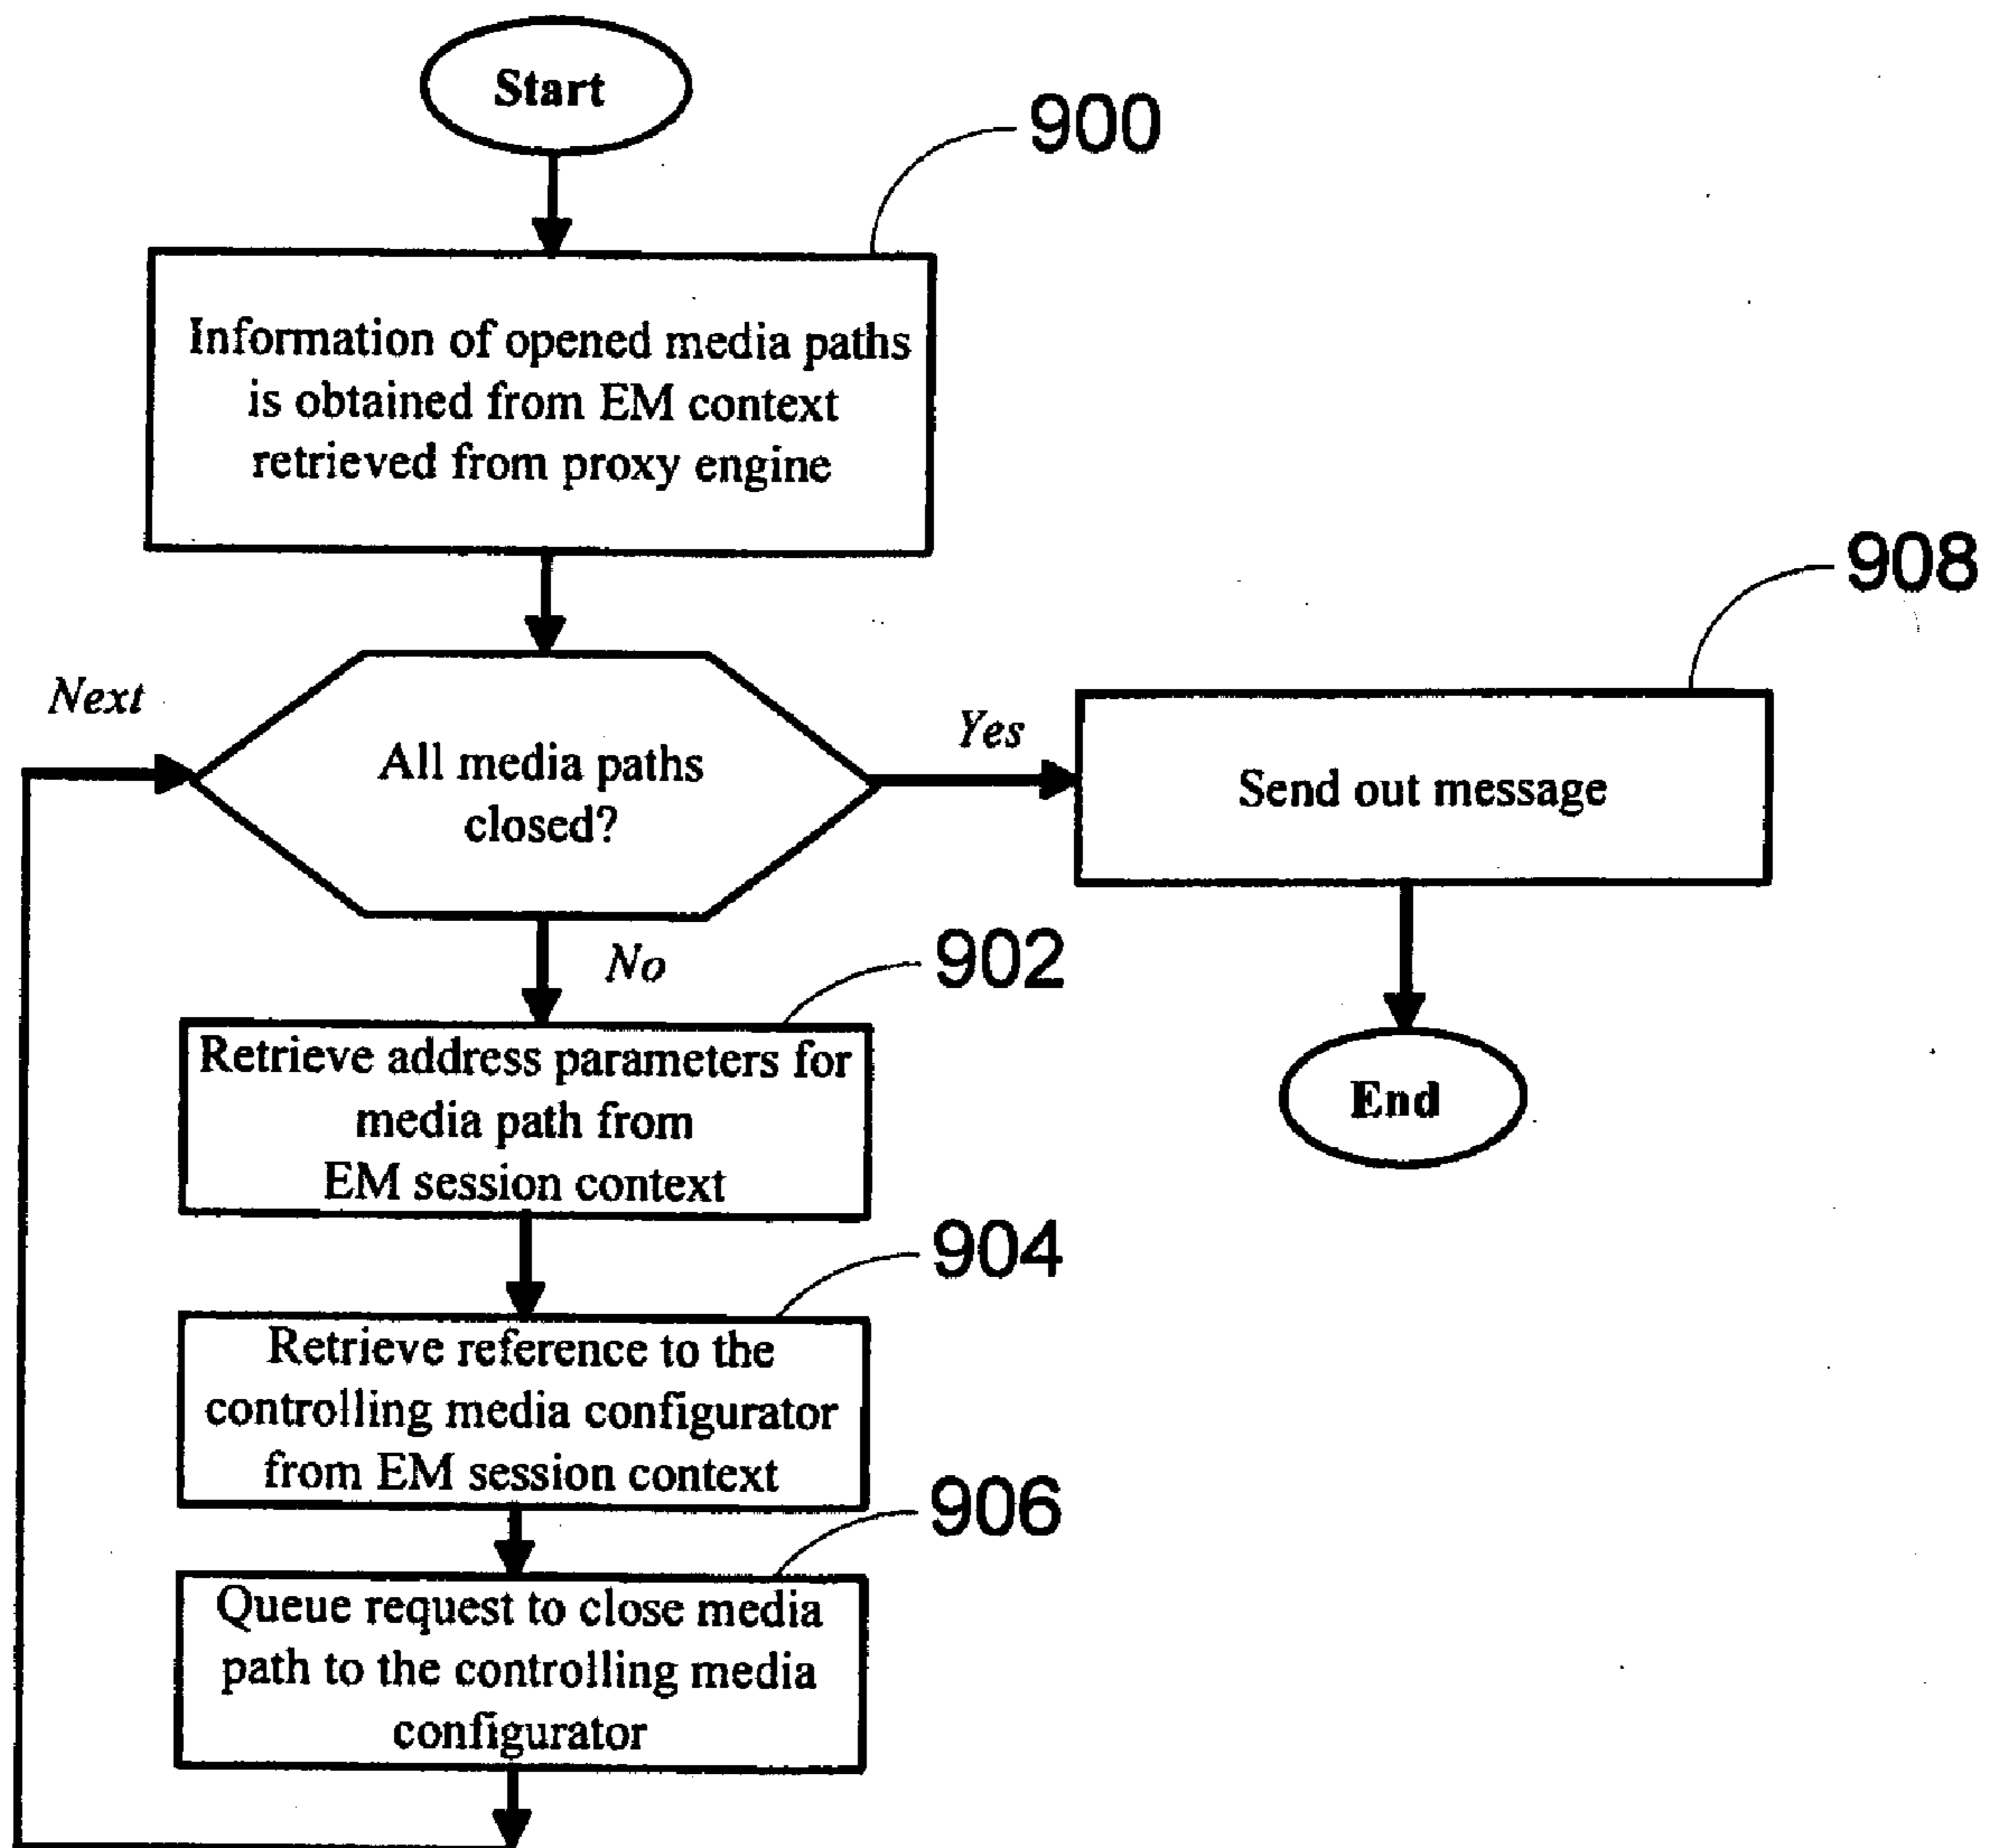 Start
900
Information of opened media paths
is obtained from EM context
retrieved from proxy engine
908
Next
All media paths
closed?
Yes
Send out message
No
902
Retrieve address parameters for
media path from
EM session context
End
904
Retrieve reference to the
controlling media configurator
from EM session context
906
Queue request to close media
path to the controlling media
configurator